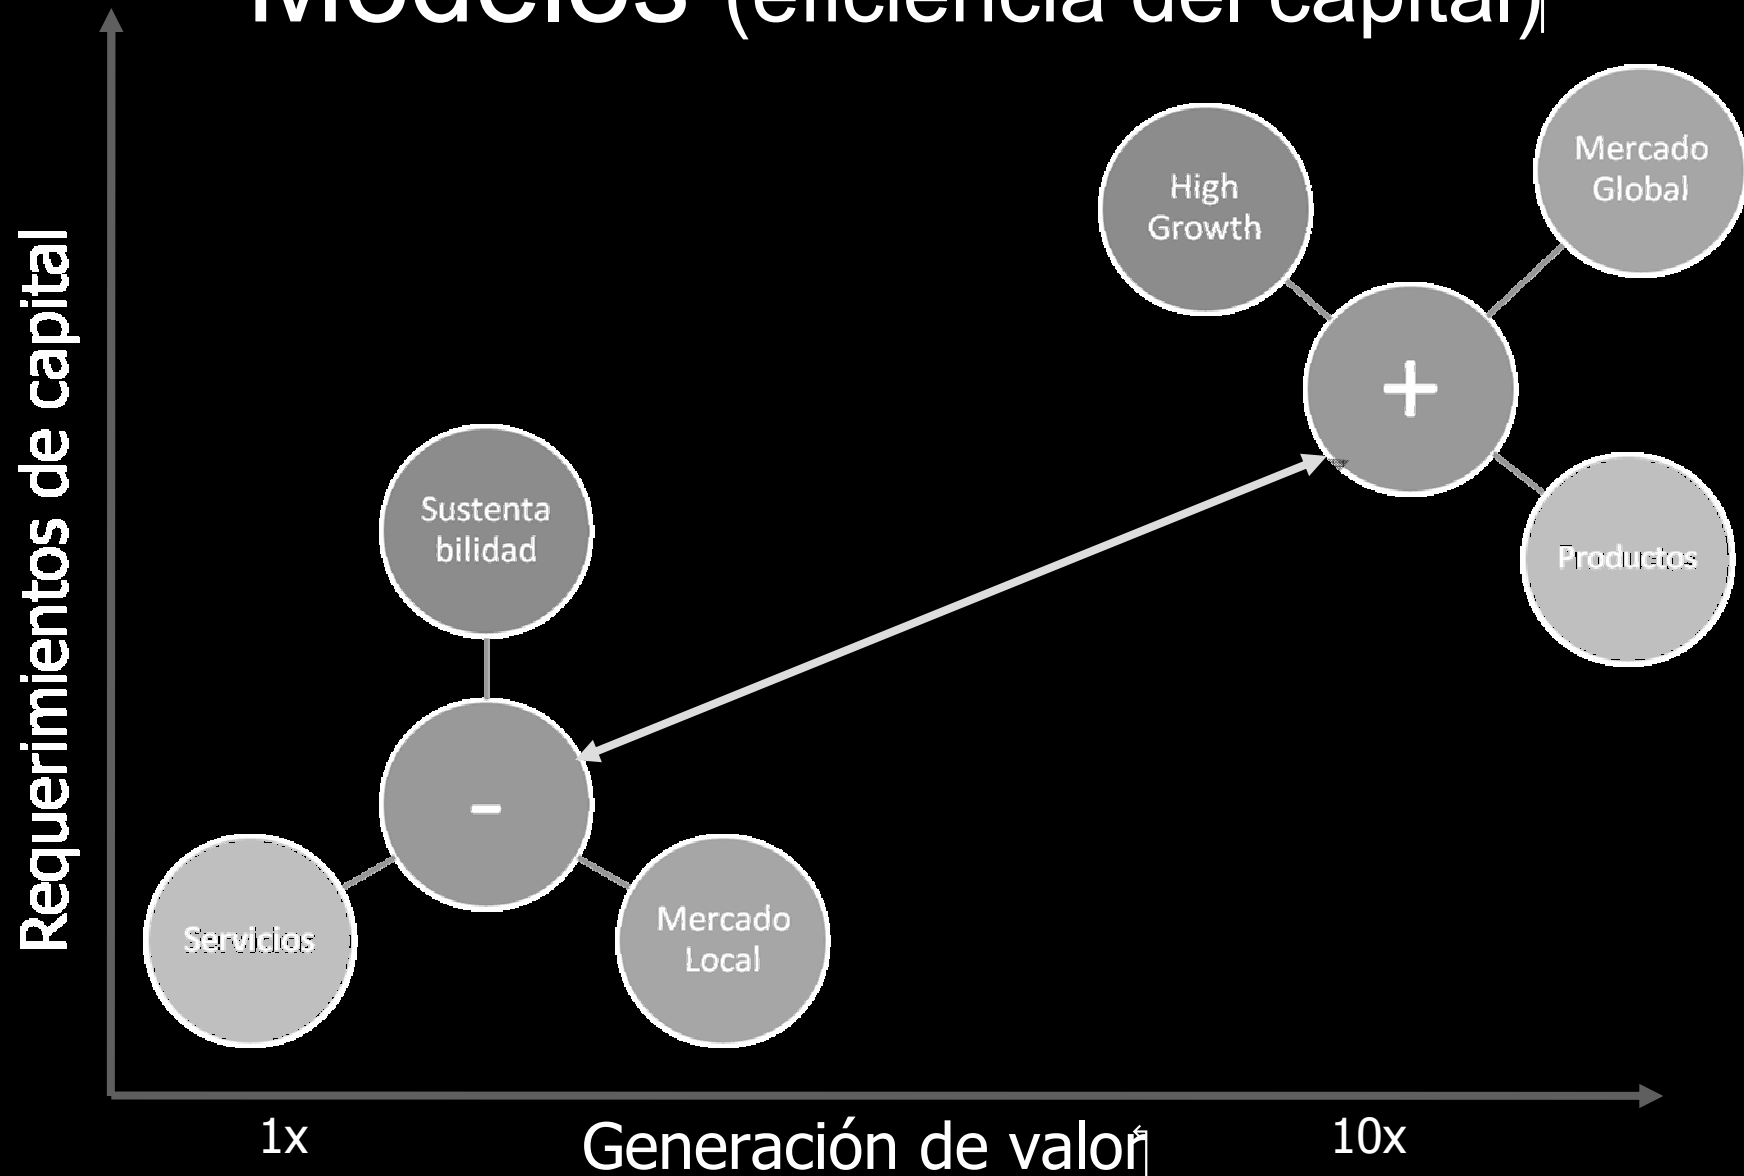 Modelos (eficiencia del capital)
Mercado
Global
High
Growth
+
Productos
Requerimientos de capital
Sustenta
bilidad
-
Servicios
Mercado
Local
1x
Generación de valor
10x